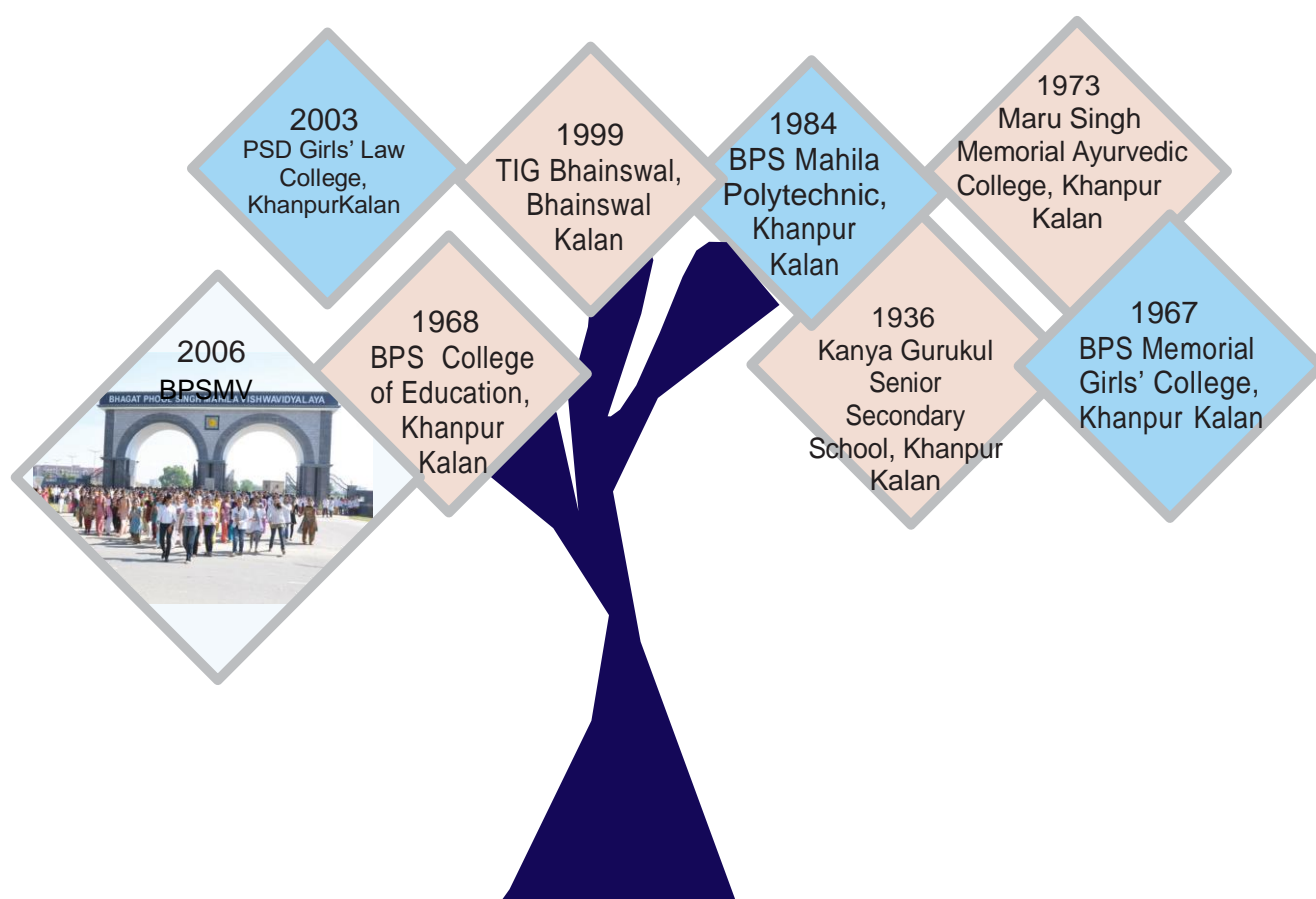 2003
PSD Girls’ Law
College,
KhanpurKalan
1999
TIG Bhainswal,
Bhainswal
Kalan
1984
BPS Mahila
Polytechnic,
Khanpur
Kalan
1973
Maru Singh
Memorial Ayurvedic
College, Khanpur
Kalan
2006
BPSMV
BHAGAT PHOOL SINGH MAHILA VISHWAVIDYALAYA
1968
BPS College
of Education,
Khanpur
Kalan
1936
Kanya Gurukul
Senior
Secondary
School, Khanpur
Kalan
1967
BPS Memorial
Girls’ College,
Khanpur Kalan